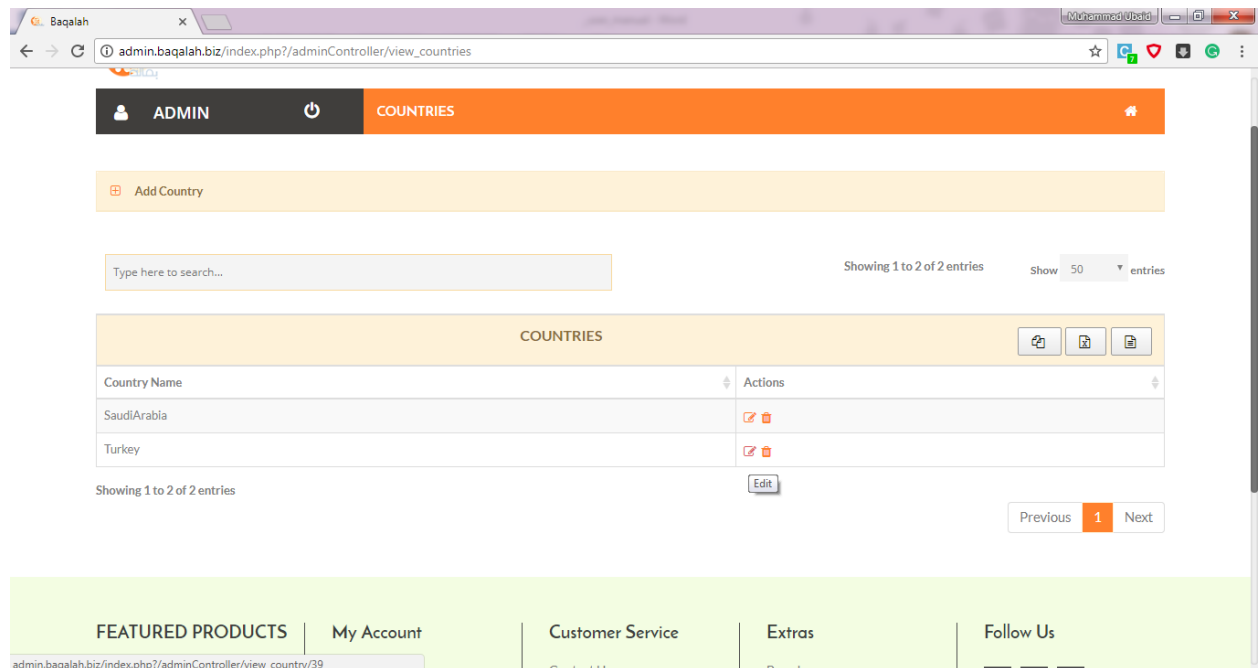 Baqalah
Muhammad Ubaid
admin.baqalah.biz/index.php?/adminController/view_countries
7
ADMIN
COUNTRIES
Add Country
Type here to search...
Showing 1 to 2 of 2 entries
Show 50 entries
COUNTRIES
Country Name
Actions
SaudiArabia
Turkey
Edit
Showing 1 to 2 of 2 entries
Previous 1 Next
FEATURED PRODUCTS
My Account
Customer Service
Extras
Follow Us
admin.baqalah.biz/index.php?/adminController/view_country/39